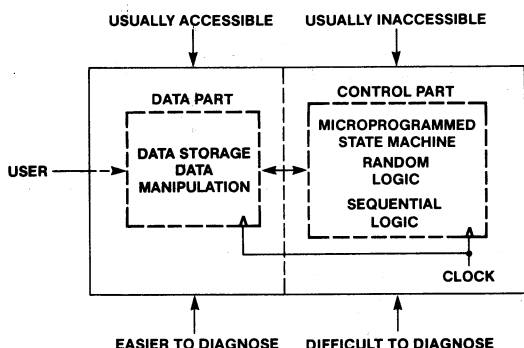 USUALLY ACCESSIBLE
USUALLY INACCESSIBLE
DATA PART
CONTROL PART
DATA STORAGE
DATA
MANIPULATION
MICROPROGRAMMED
STATE MACHINE
RANDOM
LOGIC
SEQUENTIAL
LOGIC
USER
CLOCK
EASIER TO DIAGNOSE
DIFFICULT TO DIAGNOSE